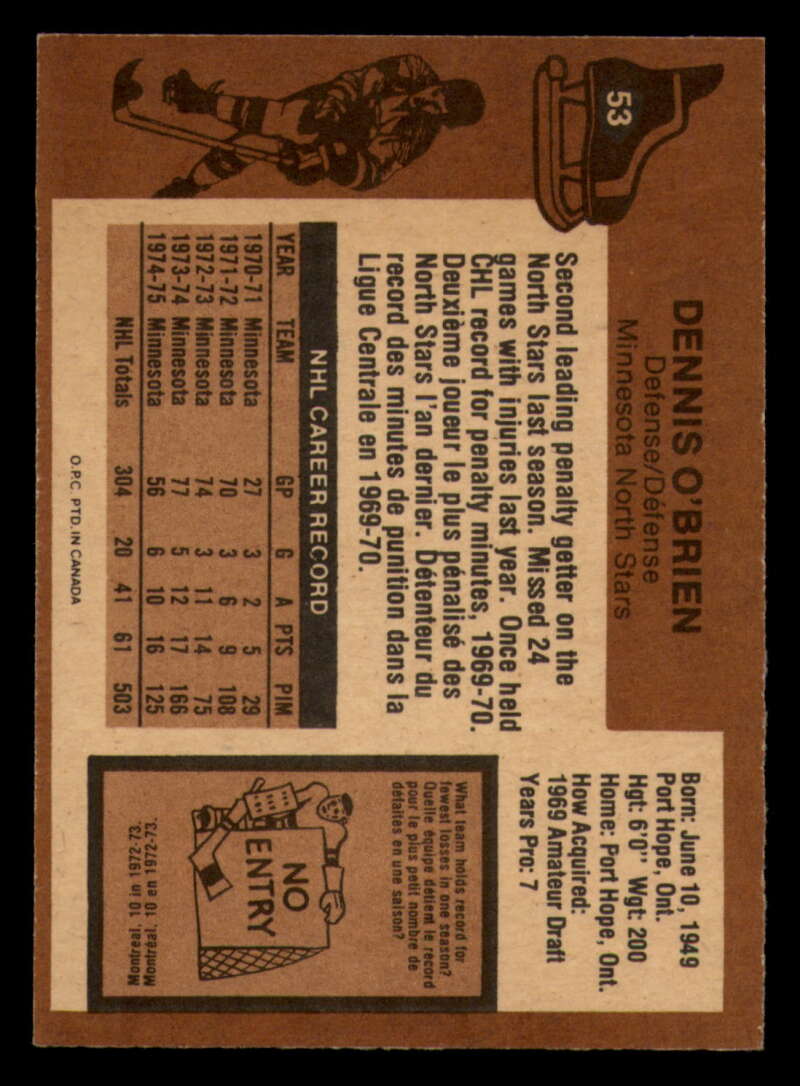 53
DENNIS O'BRIEN
Defense/Défense
Minnesota North Stars
Second leading penalty getter on the
North Stars last season. Missed 24
games with injuries last year. Once held
CHL record for penalty minutes, 1969-70.
Deuxième joueur le plus pénalisé des
North Stars l'an dernier. Détenteur du
record des minutes de punition dans la
Ligue Centrale en 1969-70.
NHL CAREER RECORD
YEAR TEAM GP G A PTS PIM
1970-71 Minnesota 27 3 2 5 29
1971-72 Minnesota 70 3 6 9 108
1972-73 Minnesota 74 3 11 14 75
1973-74 Minnesota 77 5 12 17 166
1974-75 Minnesota 56 6 10 16 125
NHL Totals 304 20 41 61 503
O.P.C. PTD. IN CANADA
Born: June 10, 1949
Port Hope, Ont.
Hgt: 6'0" Wgt: 200
Home: Port Hope, Ont.
How Acquired:
1969 Amateur Draft
Years Pro: 7
What team holds record for
fewest losses in one season?
Quelle équipe détient le record
pour le plus petit nombre de
défaites en une saison?
NO
ENTRY
Montréal. 10 en 1972-73.
Montreal. 10 in 1972-73.